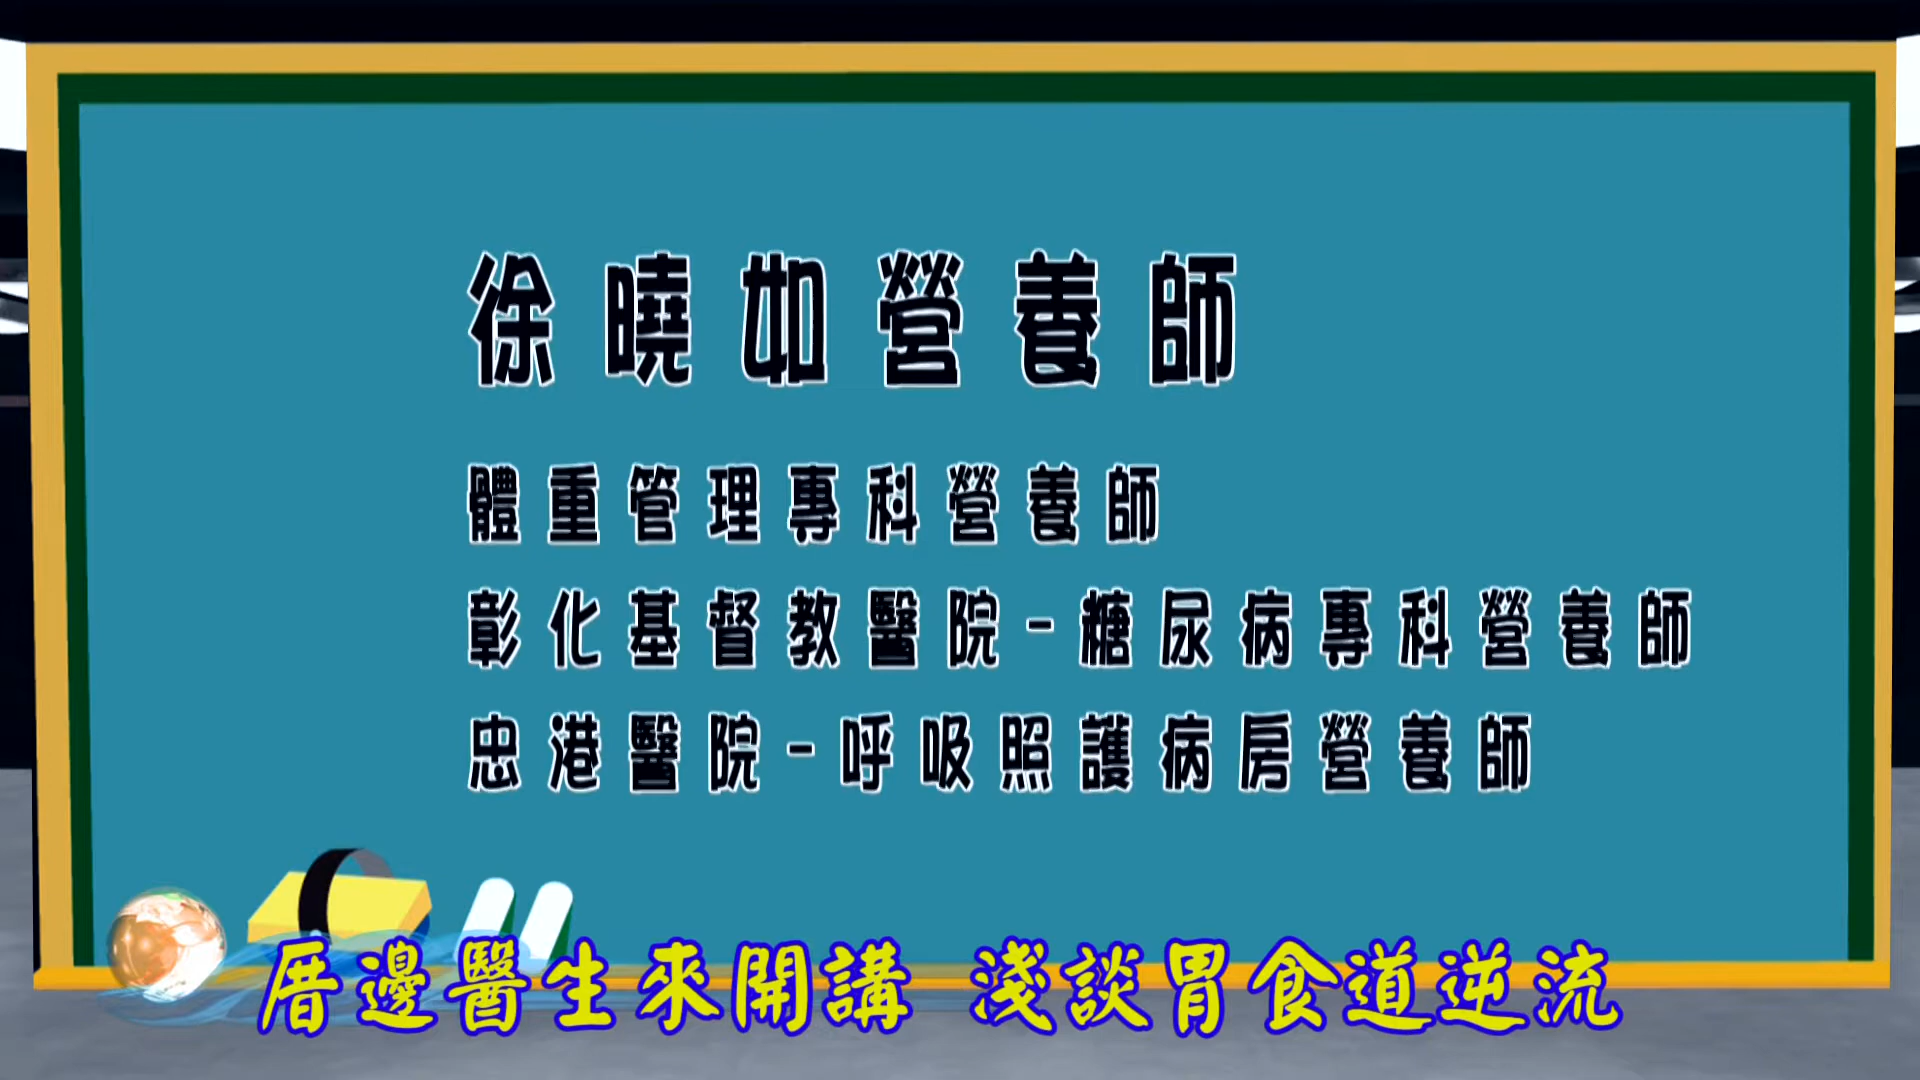 徐曉如營養師
體重管理專科營養師
彰化基督教醫院-糖尿病專科營養師
忠港醫院-呼吸照護病房營養師
厝邊醫生來開講 淺談胃食道逆流